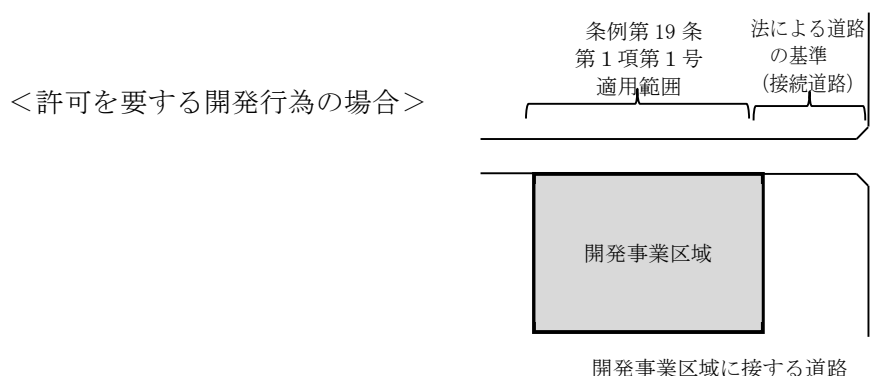 条例第 19 条
第１項第１号
適用範囲
法による道路
の基準
（接続道路）
＜許可を要する開発行為の場合＞
開発事業区域
開発事業区域に接する道路